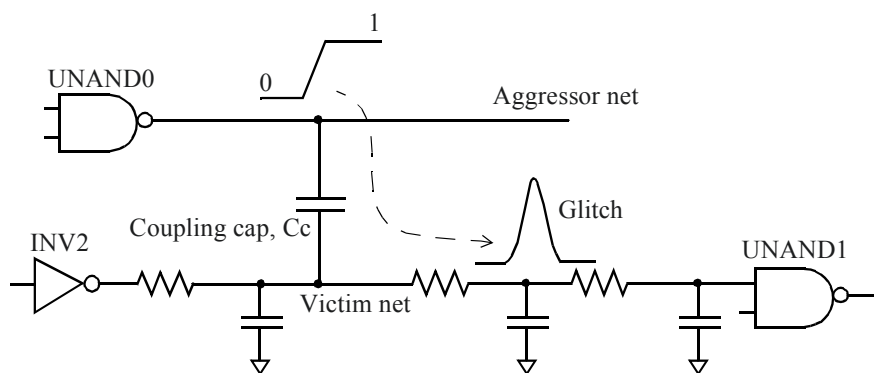 1
0
UNAND0
Aggressor net
Glitch
Coupling cap, Cc
INV2
UNAND1
Victim net